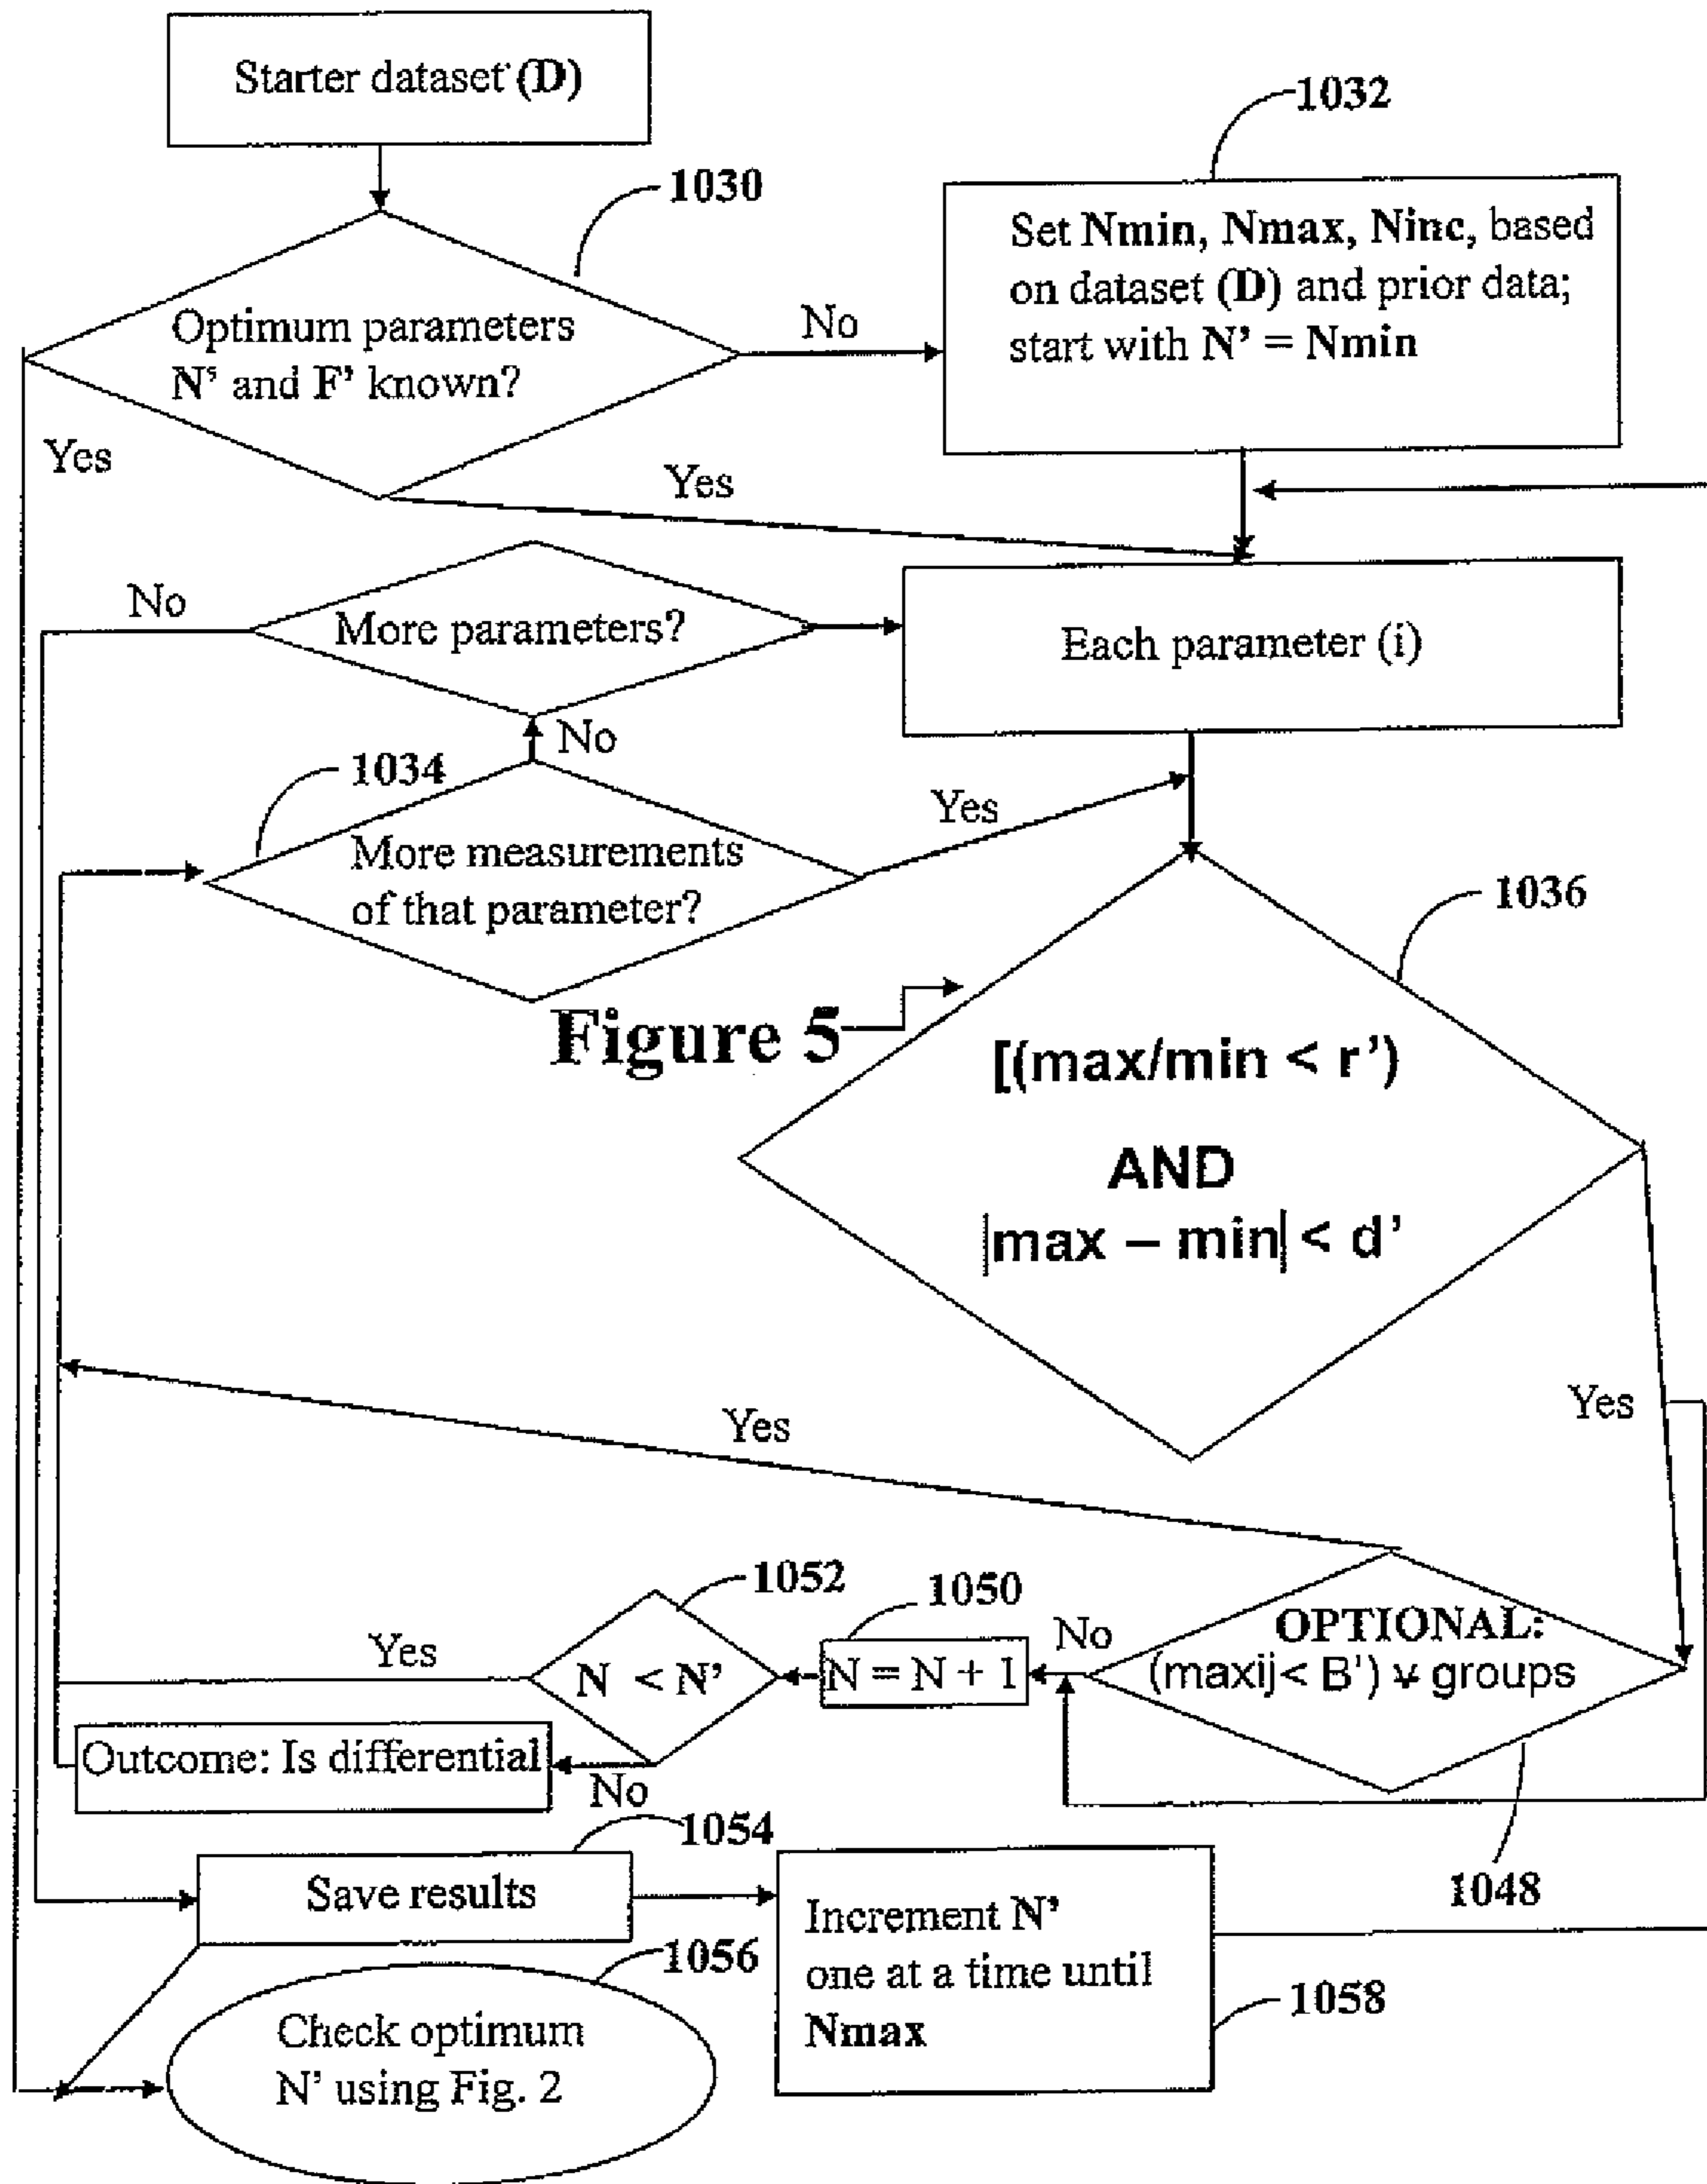 Starter dataset (D)
1032
1030
Set Nmin, Nmax, Ninc, based
on dataset (D) and prior data;
start with N’ = Nmin
Optimum parameters
N’ and F’ known?
No
Yes
Yes
No
More parameters?
Each parameter (i)
No
1034
Yes
More measurements
of that parameter?
1036
Figure 5
[(max/min < r’)
AND
|max – min| < d’
Yes
Yes
1052
1050
OPTIONAL:
(maxij< B’) ⩝ groups
No
N = N + 1
N < N’
Yes
Outcome: Is differential
No
1054
1048
Save results
Increment N’
one at a time until
Nmax
1056
1058
Check optimum
N’ using Fig. 2